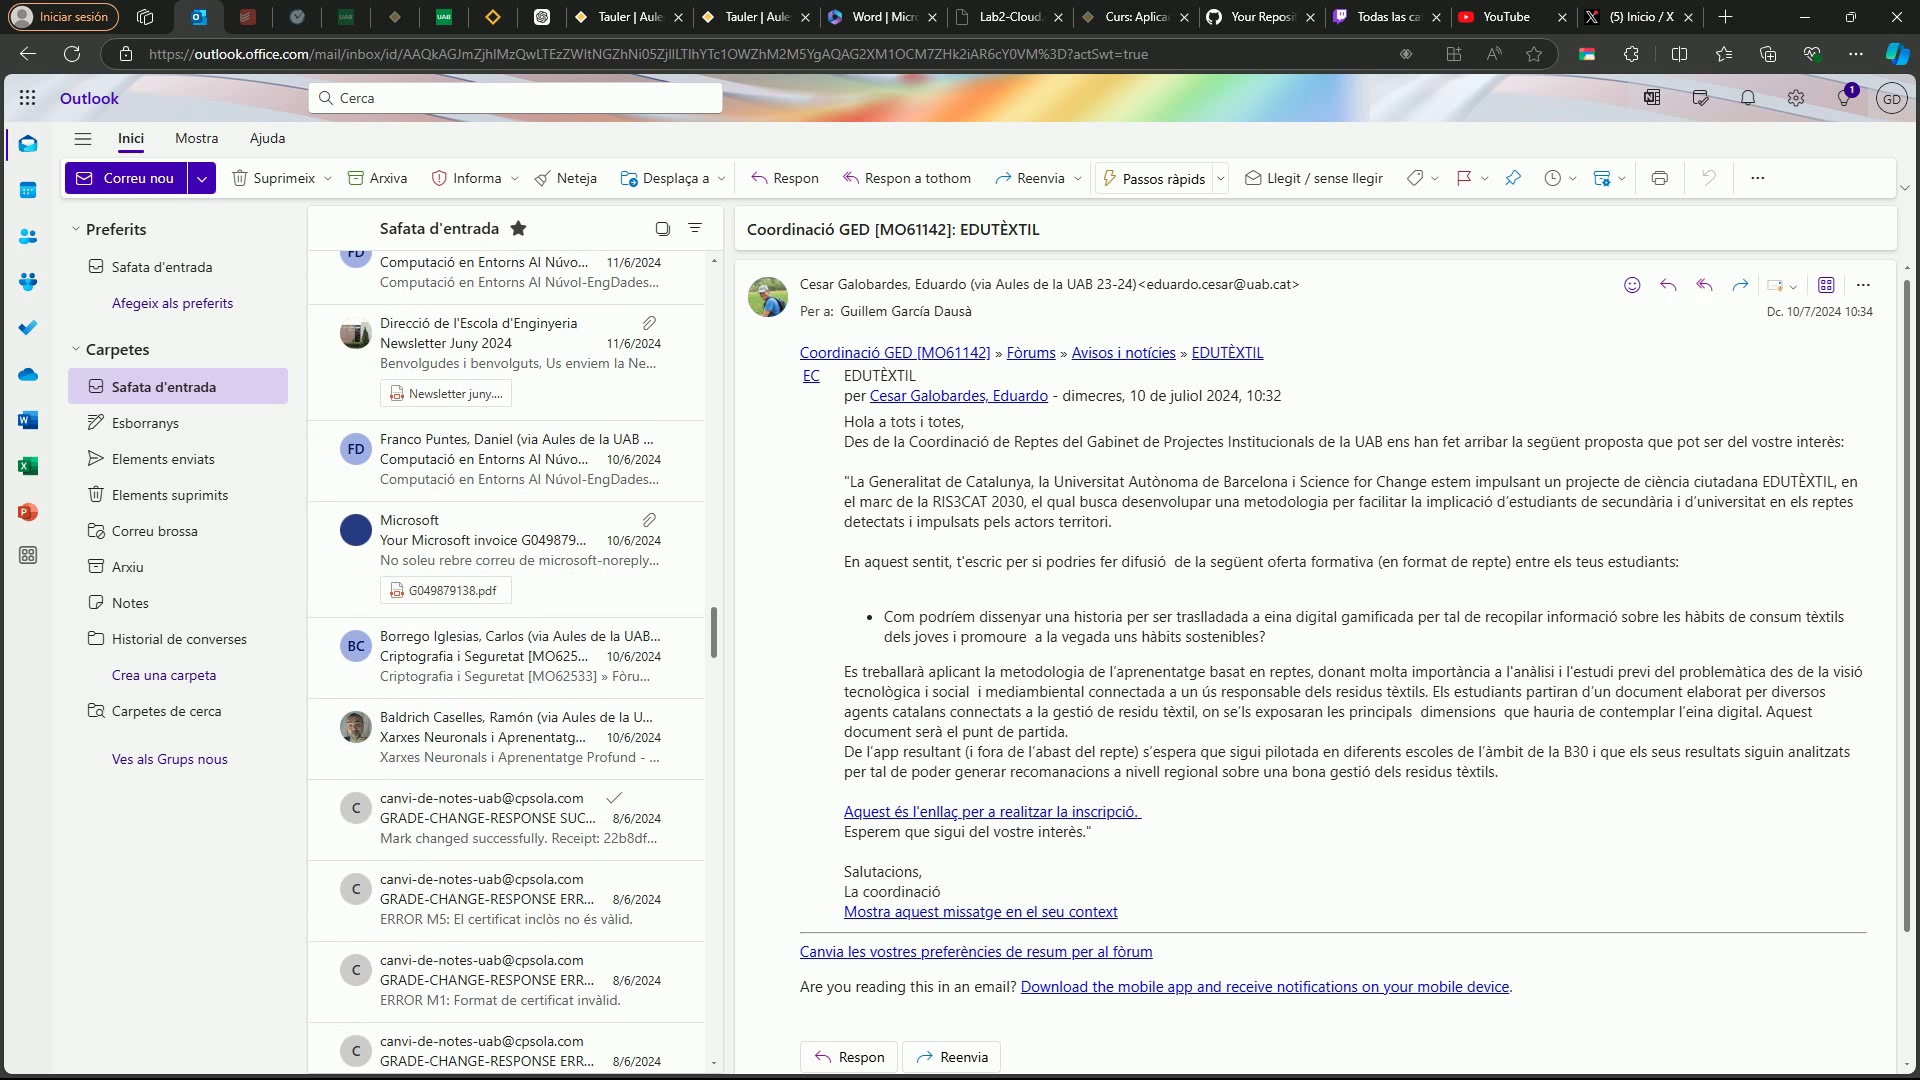 Iniciar sesión
Tauler | Aule
Tauler | Aule
Word | Micr
Lab2-Cloud.
Curs: Aplica
Your Reposi
Todas las ca
YouTube
(5) Inicio / X
https://outlook.office.com/mail/inbox/id/
%3D?actSwt=true
Outlook
Cerca
1
GD
Inici
Mostra
Ajuda
Correu nou
Suprimeix
Arxiva
Informa
Neteja
Desplaça a
Respon
Respon a tothom
Reenvia
Passos ràpids
Llegit / sense llegir
Preferits
Safata d'entrada
Afegeix als preferits
Carpetes
Safata d'entrada
Esborranys
Elements enviats
Elements suprimits
Correu brossa
Arxiu
Notes
Historial de converses
Crea una carpeta
Carpetes de cerca
Ves als Grups nous
Safata d'entrada
FD
Computació en Entorns Al Núvo... 11/6/2024
Computació en Entorns Al Núvol-EngDades...
Direcció de l'Escola d'Enginyeria
Newsletter Juny 2024 11/6/2024
Benvolgudes i benvolguts, Us enviem la Ne...
Newsletter juny....
FD
Franco Puntes, Daniel (via Aules de la UAB ...
Computació en Entorns Al Núvo... 10/6/2024
Computació en Entorns Al Núvol-EngDades...
Microsoft
Your Microsoft invoice G049879... 10/6/2024
No soleu rebre correu de microsoft-noreply...
G049879138.pdf
BC
Borrego Iglesias, Carlos (via Aules de la UAB...
Criptografia i Seguretat [MO625... 10/6/2024
Criptografia i Seguretat [MO62533] » Fòru...
Baldrich Caselles, Ramón (via Aules de la U...
Xarxes Neuronals i Aprenentatg... 10/6/2024
Xarxes Neuronals i Aprenentatge Profund - ...
C
canvi-de-notes-uab@cpsola.com
GRADE-CHANGE-RESPONSE SUC... 8/6/2024
Mark changed successfully. Receipt: 22b8df...
C
canvi-de-notes-uab@cpsola.com
GRADE-CHANGE-RESPONSE ERR... 8/6/2024
ERROR M5: El certificat inclòs no és vàlid.
C
canvi-de-notes-uab@cpsola.com
GRADE-CHANGE-RESPONSE ERR... 8/6/2024
ERROR M1: Format de certificat invàlid.
C
canvi-de-notes-uab@cpsola.com
GRADE-CHANGE-RESPONSE ERR... 8/6/2024
Coordinació GED [MO61142]: EDUTÈXTIL
Cesar Galobardes, Eduardo (via Aules de la UAB 23-24)<eduardo.cesar@uab.cat>
Per a: Guillem García Dausà
Dc. 10/7/2024 10:34
Coordinació GED [MO61142] » Fòrums » Avisos i notícies » EDUTÈXTIL
EC EDUTÈXTIL
per Cesar Galobardes, Eduardo - dimecres, 10 de juliol 2024, 10:32
Hola a tots i totes,
Des de la Coordinació de Reptes del Gabinet de Projectes Institucionals de la UAB ens han fet arribar la següent proposta que pot ser del vostre interès:
"La Generalitat de Catalunya, la Universitat Autònoma de Barcelona i Science for Change estem impulsant un projecte de ciència ciutadana EDUTÈXTIL, en
el marc de la RIS3CAT 2030, el qual busca desenvolupar una metodologia per facilitar la implicació d'estudiants de secundària i d'universitat en els reptes
detectats i impulsats pels actors territori.
En aquest sentit, t'escric per si podries fer difusió de la següent oferta formativa (en format de repte) entre els teus estudiants:
• Com podríem dissenyar una historia per ser traslladada a eina digital gamificada per tal de recopilar informació sobre les hàbits de consum tèxtils
dels joves i promoure a la vegada uns hàbits sostenibles?
Es treballarà aplicant la metodologia de l'aprenentatge basat en reptes, donant molta importància a l'anàlisi i l'estudi previ del problemàtica des de la visió
tecnològica i social i mediambiental connectada a un ús responsable dels residus tèxtils. Els estudiants partiran d'un document elaborat per diversos
agents catalans connectats a la gestió de residu tèxtil, on se'ls exposaran les principals dimensions que hauria de contemplar l'eina digital. Aquest
document serà el punt de partida.
De l'app resultant (i fora de l'abast del repte) s'espera que sigui pilotada en diferents escoles de l'àmbit de la B30 i que els seus resultats siguin analitzats
per tal de poder generar recomanacions a nivell regional sobre una bona gestió dels residus tèxtils.
Aquest és l'enllaç per a realitzar la inscripció.
Esperem que sigui del vostre interès."
Salutacions,
La coordinació
Mostra aquest missatge en el seu context
Canvia les vostres preferències de resum per al fòrum
Are you reading this in an email? Download the mobile app and receive notifications on your mobile device.
Respon
Reenvia